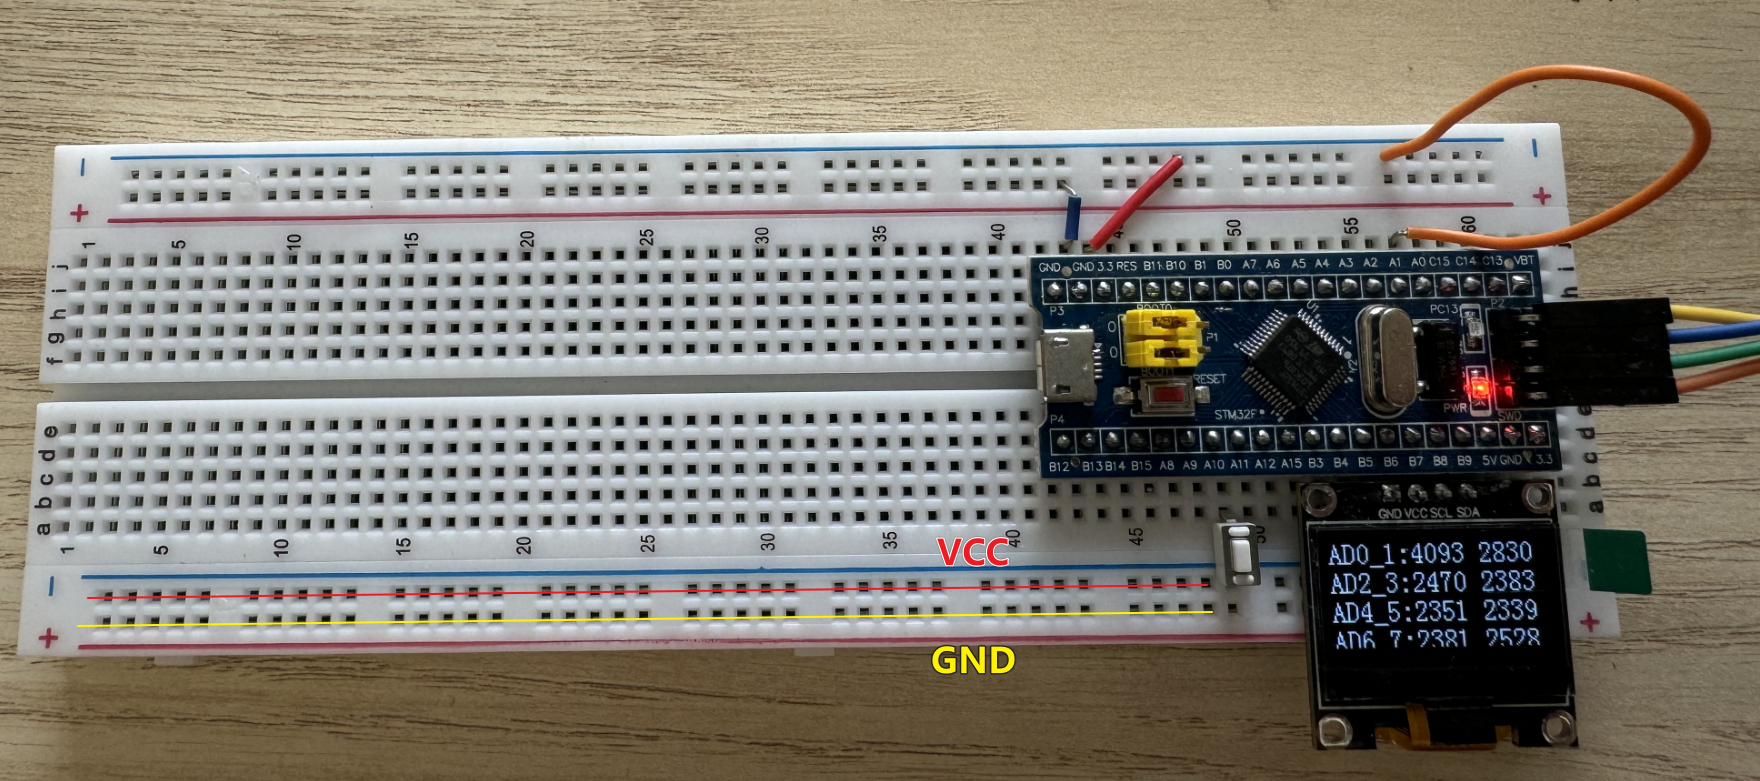 1 5 10 15 20 25 30 35 40 50 55 60
j
i
h
g
f
GND GND 3.3 RES B11 B10 B1 B0 A7 A6 A5 A4 A3 A2 A1 A0 C15 C14 C13 VBT
P3
PC13
P2
0
P1
0
RESET
Y2
P4
STM32F
PWR
SWD
B12 B13 B14 B15 A8 A9 A10 A11 A12 A15 B3 B4 B5 B6 B7 B8 B9 5V GND 3.3
e
d
c
b
a
GND VCC SCL SDA
1 5 10 15 20 25 30 35 40 45 50
VCC
AD0_1:4093 2830
AD2_3:2470 2383
AD4_5:2351 2339
AD6_7:2381 2528
GND